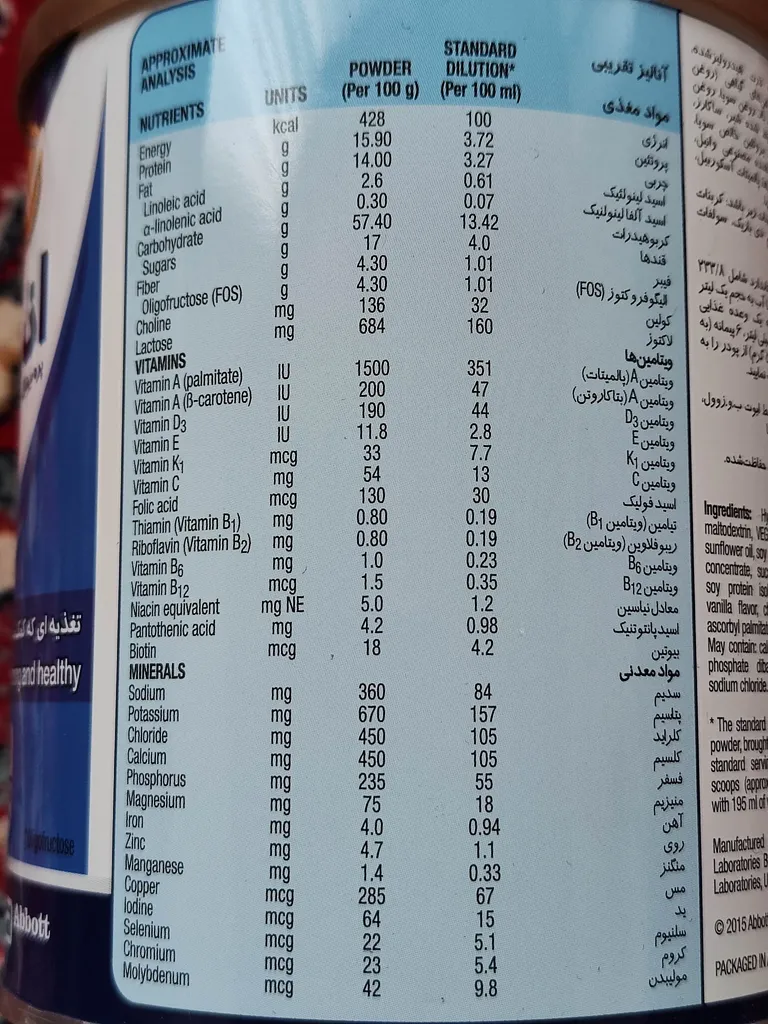 APPROXIMATE ANALYSIS POWDER (Per 100 g) STANDARD DILUTION* (Per 100 ml) آنالیز تقریبی
NUTRIENTS UNITS مواد مغذی
Energy kcal 428 100 انرژی
Protein g 15.90 3.72 پروتئین
Fat g 14.00 3.27 چربی
Linoleic acid g 2.6 0.61 اسید لینولئیک
α-linolenic acid g 0.30 0.07 اسید آلفا لینولنیک
Carbohydrate g 57.40 13.42 کربوهیدرات
Sugars g 17 4.0 قندها
Fiber g 4.30 1.01 فیبر
Oligofructose (FOS) g 4.30 1.01 الیگوفروکتوز (FOS)
Choline mg 136 32 کولین
Lactose mg 684 160 لاکتوز
VITAMINS ویتامین‌ها
Vitamin A (palmitate) IU 1500 351 ویتامین A (پالمیتات)
Vitamin A (β-carotene) IU 200 47 ویتامین A (بتاکاروتن)
Vitamin D3 IU 190 44 ویتامین D3
Vitamin E IU 11.8 2.8 ویتامین E
Vitamin K1 mcg 33 7.7 ویتامین K1
Vitamin C mg 54 13 ویتامین C
Folic acid mcg 130 30 اسید فولیک
Thiamin (Vitamin B1) mg 0.80 0.19 تیامین (ویتامین B1)
Riboflavin (Vitamin B2) mg 0.80 0.19 ریبوفلاوین (ویتامین B2)
Vitamin B6 mg 1.0 0.23 ویتامین B6
Vitamin B12 mcg 1.5 0.35 ویتامین B12
Niacin equivalent mg NE 5.0 1.2 معادل نیاسین
Pantothenic acid mg 4.2 0.98 اسید پانتوتنیک
Biotin mcg 18 4.2 بیوتین
MINERALS مواد معدنی
Sodium mg 360 84 سدیم
Potassium mg 670 157 پتاسیم
Chloride mg 450 105 کلراید
Calcium mg 450 105 کلسیم
Phosphorus mg 235 55 فسفر
Magnesium mg 75 18 منیزیم
Iron mg 4.0 0.94 آهن
Zinc mg 4.7 1.1 روی
Manganese mg 1.4 0.33 منگنز
Copper mcg 285 67 مس
Iodine mcg 64 15 ید
Selenium mcg 22 5.1 سلنیوم
Chromium mcg 23 5.4 کروم
Molybdenum mcg 42 9.8 مولیبدن
تغذیه ای که
and healthy
Abbott
حفاظت‌شده.
Ingredients:
maltodextrin,
sunflower oil, soy
concentrate,
soy protein
vanilla flavor,
ascorbyl
May contain:
phosphate
sodium chloride.
* The standard
powder, brought
standard
scoops
with 195 ml of
Manufactured
Laboratories
Laboratories,
© 2015 Abbott
PACKAGED IN